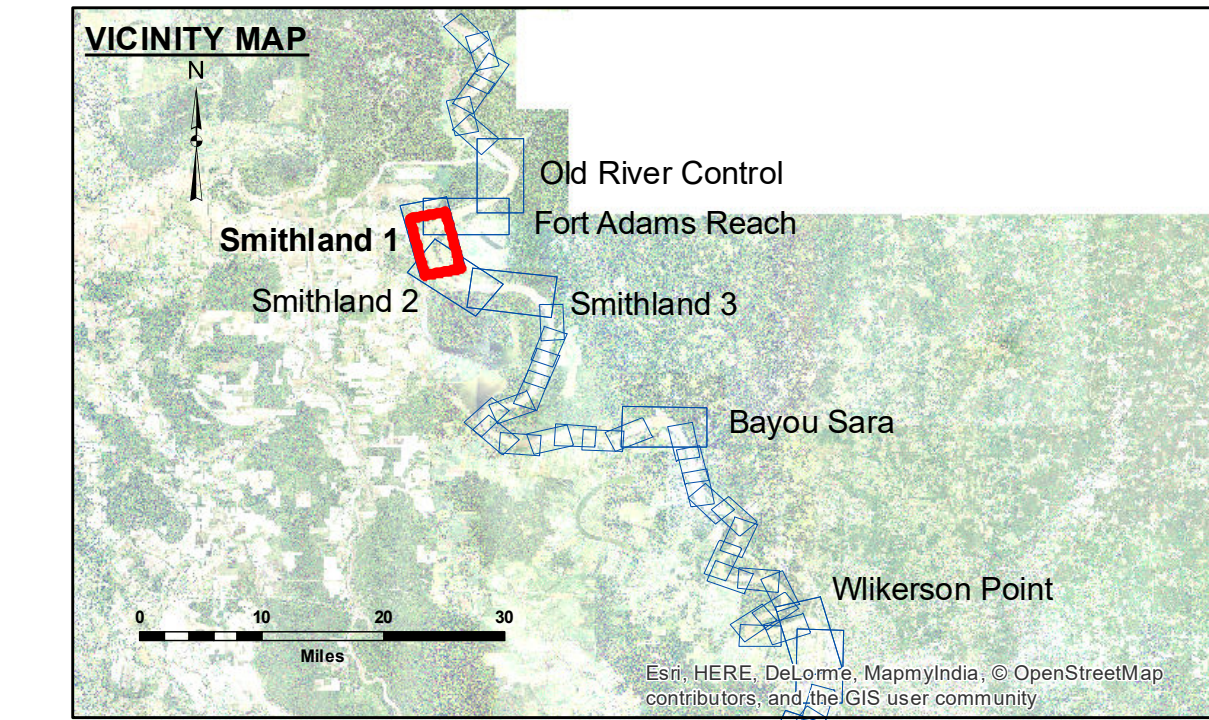 VICINITY MAP
N
Old River Control
Fort Adams Reach
Smithland 1
Smithland 2
Smithland 3
Bayou Sara
Wlikerson Point
0 10 20 30
Miles
Esri, HERE, DeLorme, MapmyIndia, © OpenStreetMap
contributors, and the GIS user community